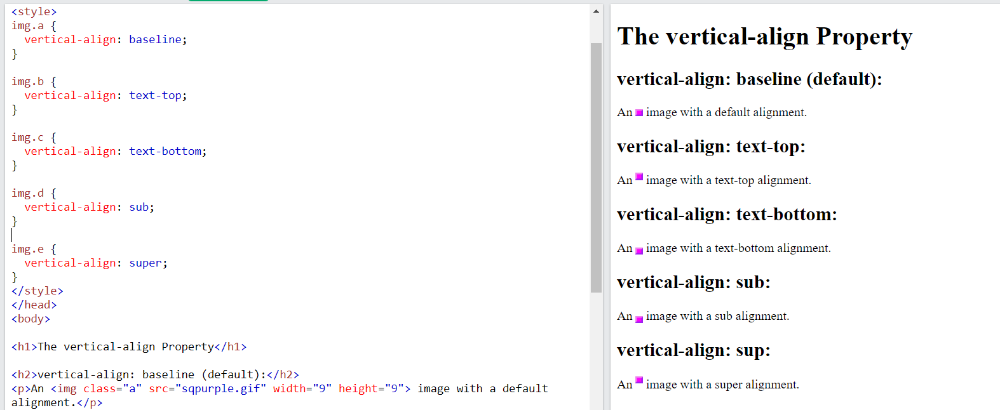 <style>
img.a {
  vertical-align: baseline;
}

img.b {
  vertical-align: text-top;
}

img.c {
  vertical-align: text-bottom;
}

img.d {
  vertical-align: sub;
}

img.e {
  vertical-align: super;
}
</style>
</head>
<body>

<h1>The vertical-align Property</h1>

<h2>vertical-align: baseline (default):</h2>
<p>An <img class="a" src="sqpurple.gif" width="9" height="9"> image with a default
alignment.</p>
The vertical-align Property
vertical-align: baseline (default):
An image with a default alignment.
vertical-align: text-top:
An image with a text-top alignment.
vertical-align: text-bottom:
An image with a text-bottom alignment.
vertical-align: sub:
An image with a sub alignment.
vertical-align: sup:
An image with a super alignment.